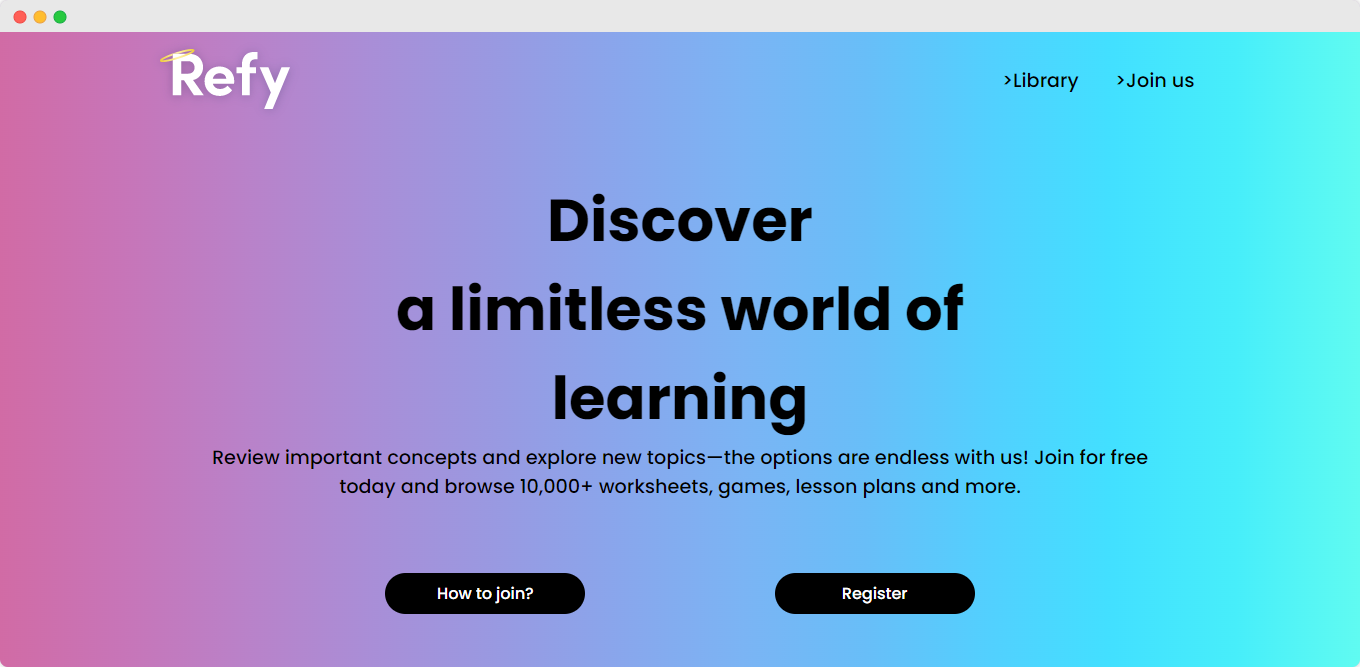 Refy
>Library
>Join us
Discover
a limitless world of
learning
Review important concepts and explore new topics—the options are endless with us! Join for free
today and browse 10,000+ worksheets, games, lesson plans and more.
How to join?
Register